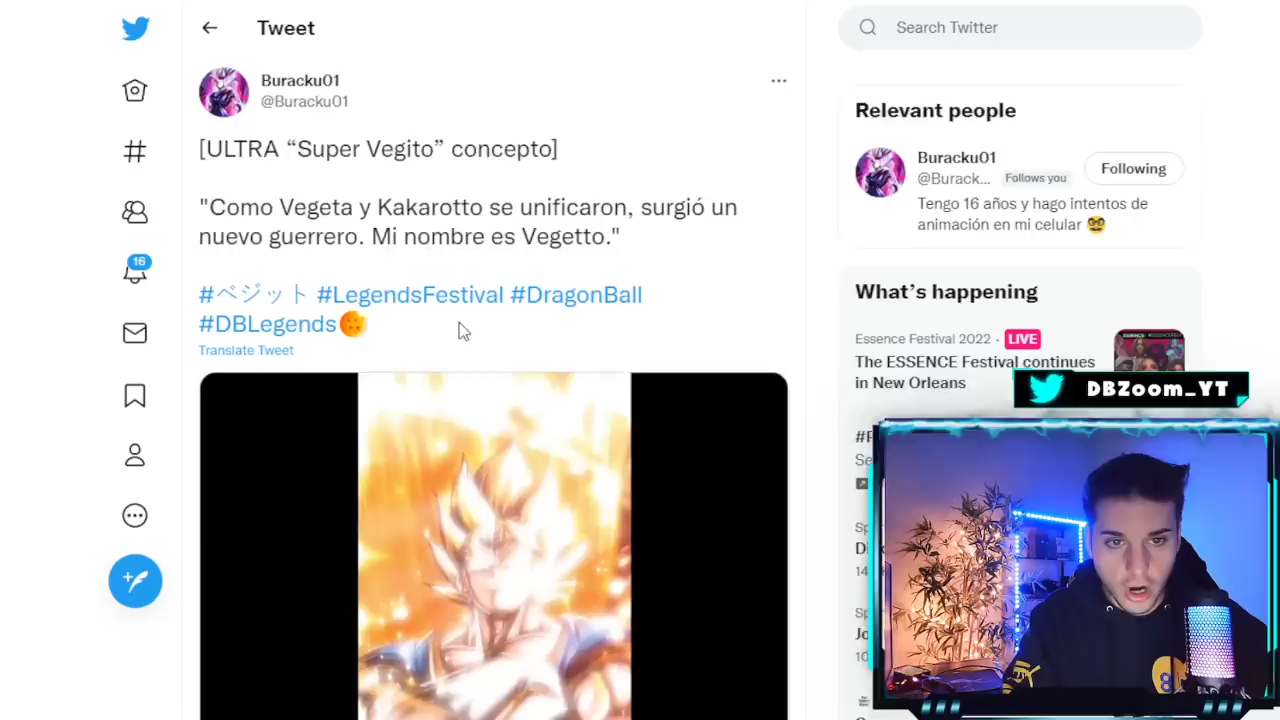 Tweet
Search Twitter
Buracku01
@Buracku01
[ULTRA “Super Vegito” concepto]
"Como Vegeta y Kakarotto se unificaron, surgió un
nuevo guerrero. Mi nombre es Vegetto."
#ベジット #LegendsFestival #DragonBall
#DBLegends
Translate Tweet
16
Relevant people
Buracku01
@Burack... Follows you
Following
Tengo 16 años y hago intentos de
animación en mi celular
What’s happening
Essence Festival 2022 · LIVE
The ESSENCE Festival continues
in New Orleans
DBZoom_YT